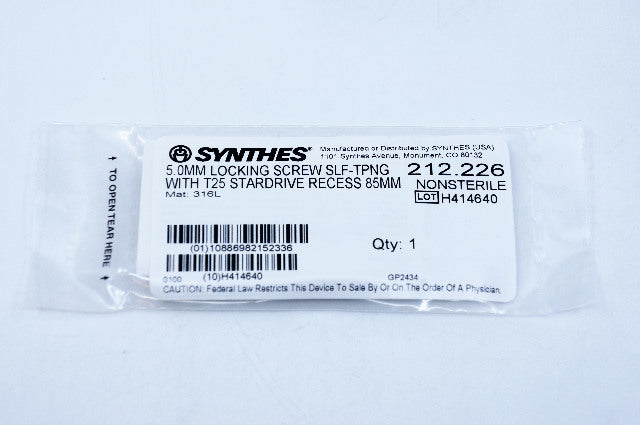 ↑ TO OPEN TEAR HERE ↑
SYNTHES®
Manufactured or Distributed by SYNTHES (USA)
1101 Synthes Avenue, Monument, CO 80132
5.0MM LOCKING SCREW SLF-TPNG
WITH T25 STARDRIVE RECESS 85MM
Mat: 316L
212.226
NONSTERILE
LOT H414640
(01)10886982152336
Qty: 1
(10)H414640
0100
GP2434
CAUTION: Federal Law Restricts This Device To Sale By Or On The Order Of A Physician.